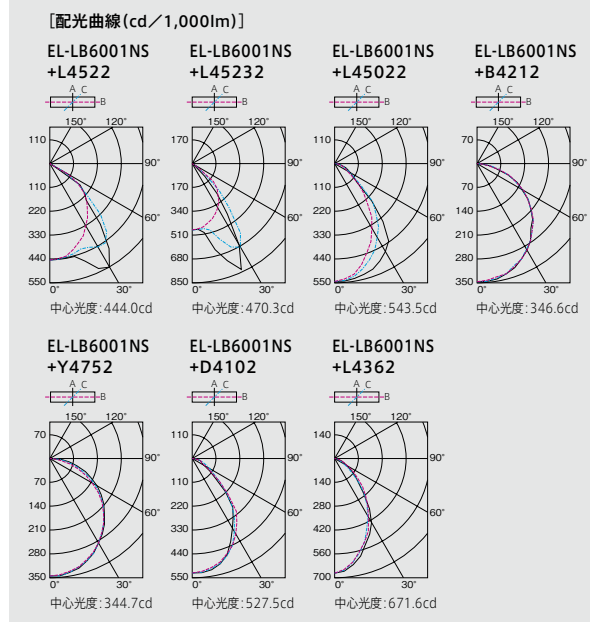 [配光曲線(cd/1,000lm)]
EL-LB6001NS
+L4522
A C
B
150° 120°
110
90°
110
220
60°
330
440
550
0° 30°
中心光度:444.0cd
EL-LB6001NS
+L45232
A C
B
150° 120°
170
90°
170
340
60°
510
680
850
0° 30°
中心光度:470.3cd
EL-LB6001NS
+L45022
A C
B
150° 120°
110
90°
110
220
60°
330
440
550
0° 30°
中心光度:543.5cd
EL-LB6001NS
+B4212
A C
B
150° 120°
70
90°
70
140
60°
210
280
350
0° 30°
中心光度:346.6cd
EL-LB6001NS
+Y4752
A C
B
150° 120°
70
90°
70
140
60°
210
280
350
0° 30°
中心光度:344.7cd
EL-LB6001NS
+D4102
A C
B
150° 120°
110
90°
110
220
60°
330
440
550
0° 30°
中心光度:527.5cd
EL-LB6001NS
+L4362
A C
B
150° 120°
140
90°
140
280
60°
420
560
700
0° 30°
中心光度:671.6cd